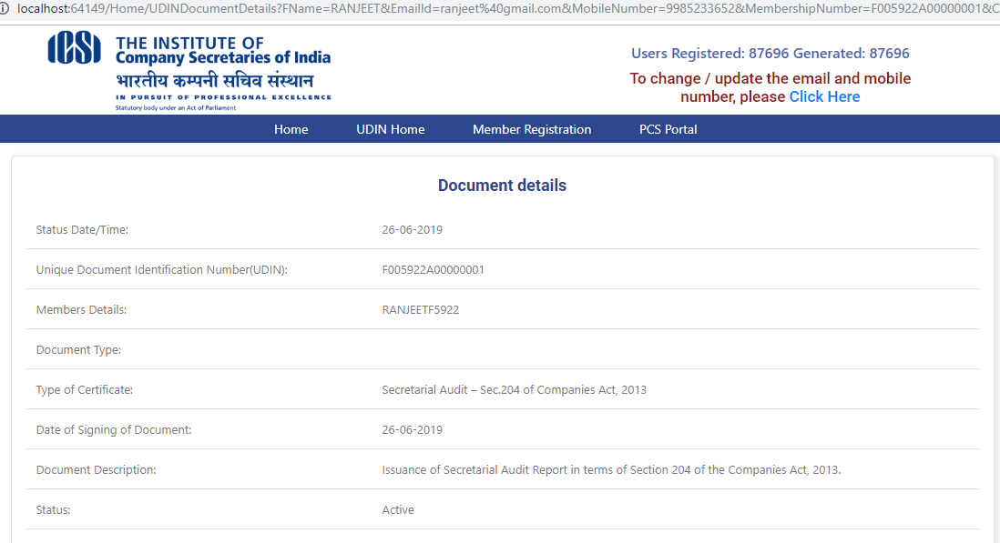 localhost:64149/Home/UDINDocumentDetails?FName=RANJEET&EmailId=ranjeet%40gmail.com&MobileNumber=9985233652&MembershipNumber=F005922A00000001&C
ICSI
THE INSTITUTE OF
Company Secretaries of India
भारतीय कम्पनी सचिव संस्थान
IN PURSUIT OF PROFESSIONAL EXCELLENCE
Statutory body under an Act of Parliament
Users Registered: 87696 Generated: 87696
To change / update the email and mobile
number, please Click Here
Home UDIN Home Member Registration PCS Portal
Document details
Status Date/Time: 26-06-2019
Unique Document Identification Number(UDIN): F005922A00000001
Members Details: RANJEETF5922
Document Type:
Type of Certificate: Secretarial Audit – Sec.204 of Companies Act, 2013
Date of Signing of Document: 26-06-2019
Document Description: Issuance of Secretarial Audit Report in terms of Section 204 of the Companies Act, 2013.
Status: Active